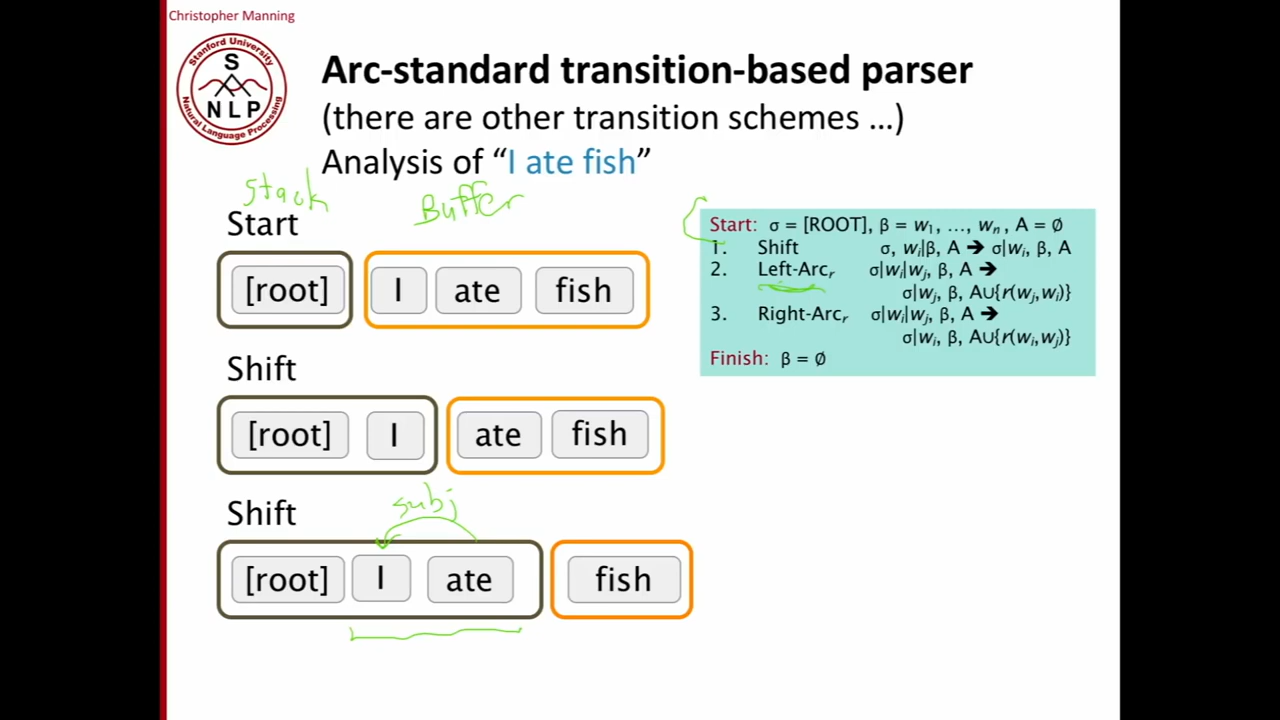 Christopher Manning
Stanford University
S
NLP
Natural Language Processing
Arc-standard transition-based parser
(there are other transition schemes …)
Analysis of “I ate fish”
Stack
Buffer
Start
[root] I ate fish
Shift
[root] I ate fish
Shift
subj
[root] I ate fish
Start: σ = [ROOT], β = w₁, …, wₙ , A = ∅
1. Shift σ, wᵢ|β, A ➔ σ|wᵢ, β, A
2. Left-Arcᵣ σ|wᵢ|wⱼ, β, A ➔
σ|wⱼ, β, A∪{r(wⱼ,wᵢ)}
3. Right-Arcᵣ σ|wᵢ|wⱼ, β, A ➔
σ|wᵢ, β, A∪{r(wᵢ,wⱼ)}
Finish: β = ∅